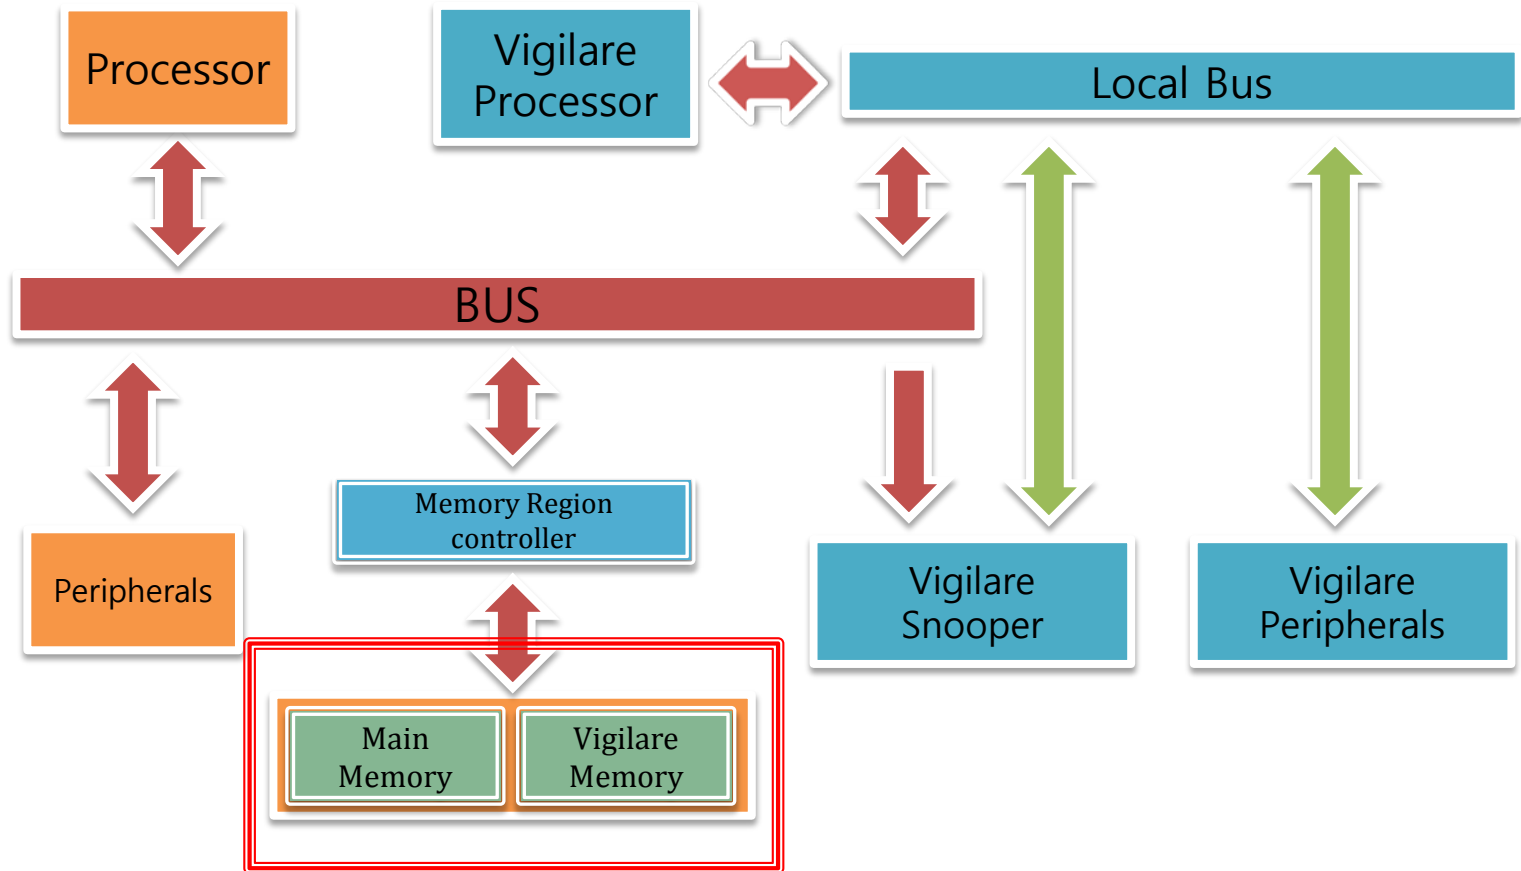 Processor
Vigilare
Processor
Local Bus
BUS
Memory Region
controller
Peripherals
Vigilare
Snooper
Vigilare
Peripherals
Main
Memory
Vigilare
Memory